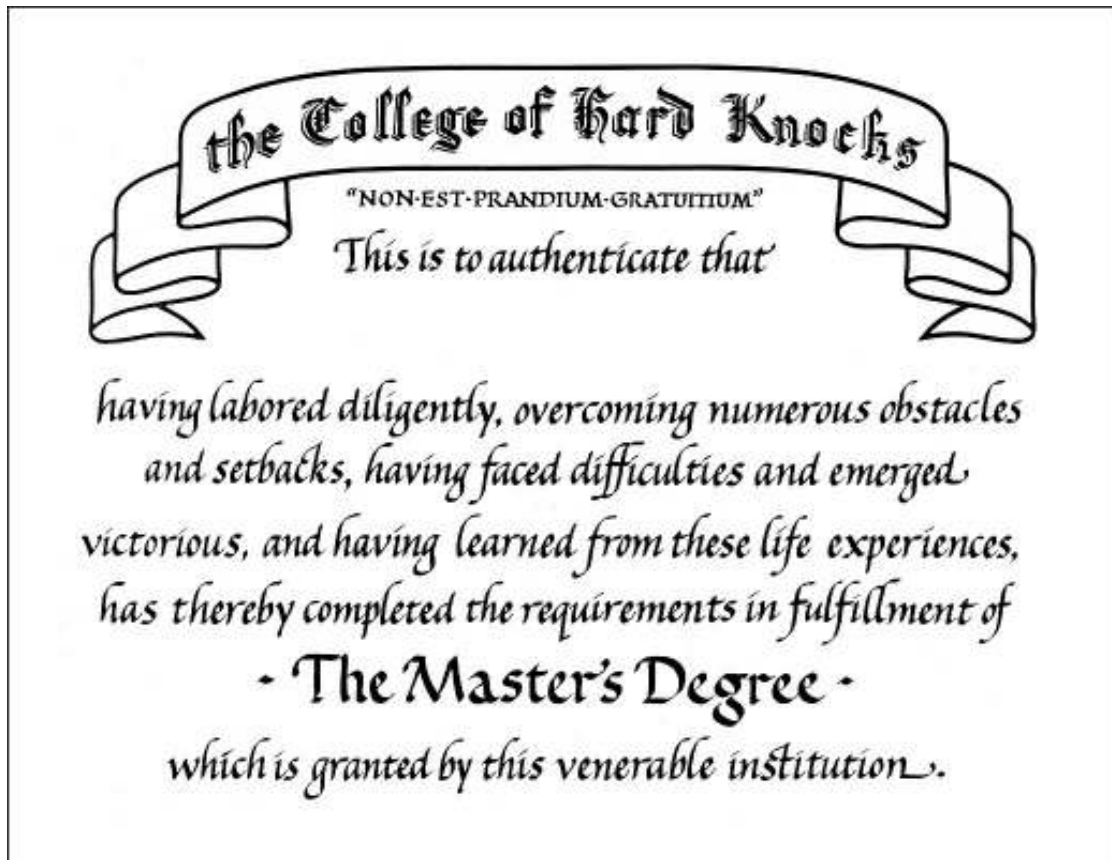 the College of Hard Knocks
"NON·EST·PRANDIUM·GRATUITIUM"
This is to authenticate that
having labored diligently, overcoming numerous obstacles
and setbacks, having faced difficulties and emerged
victorious, and having learned from these life experiences,
has thereby completed the requirements in fulfillment of
- The Master's Degree -
which is granted by this venerable institution.